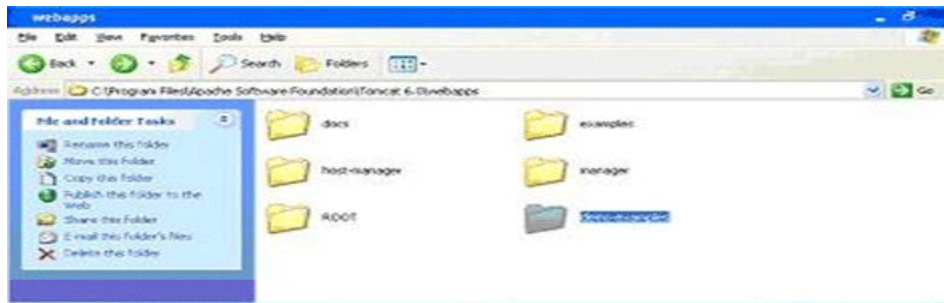 webapps
File Edit View Favorites Tools Help
Back Search Folders
Address C:\Program Files\Apache Software Foundation\Tomcat 6.0\webapps Go
File and Folder Tasks
Rename this folder
Move this folder
Copy this folder
Publish this folder to the
Web
Share this folder
E-mail this folder's files
Delete this folder
docs examples
host-manager manager
ROOT demo-examples